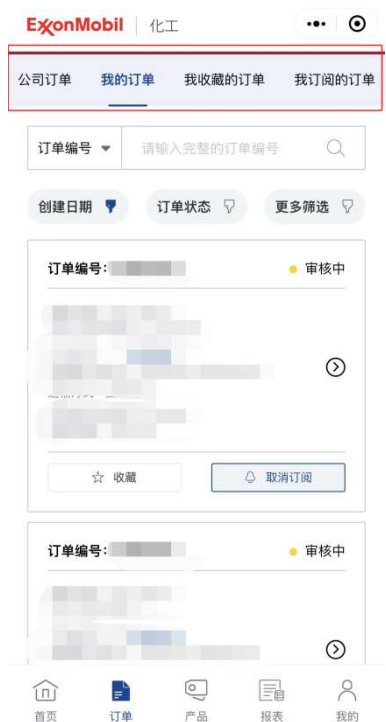 ExxonMobil 化工
公司订单 我的订单 我收藏的订单 我订阅的订单
订单编号 请输入完整的订单编号
创建日期 订单状态 更多筛选
订单编号: 审核中
收藏 取消订阅
订单编号: 审核中
首页 订单 产品 报表 我的